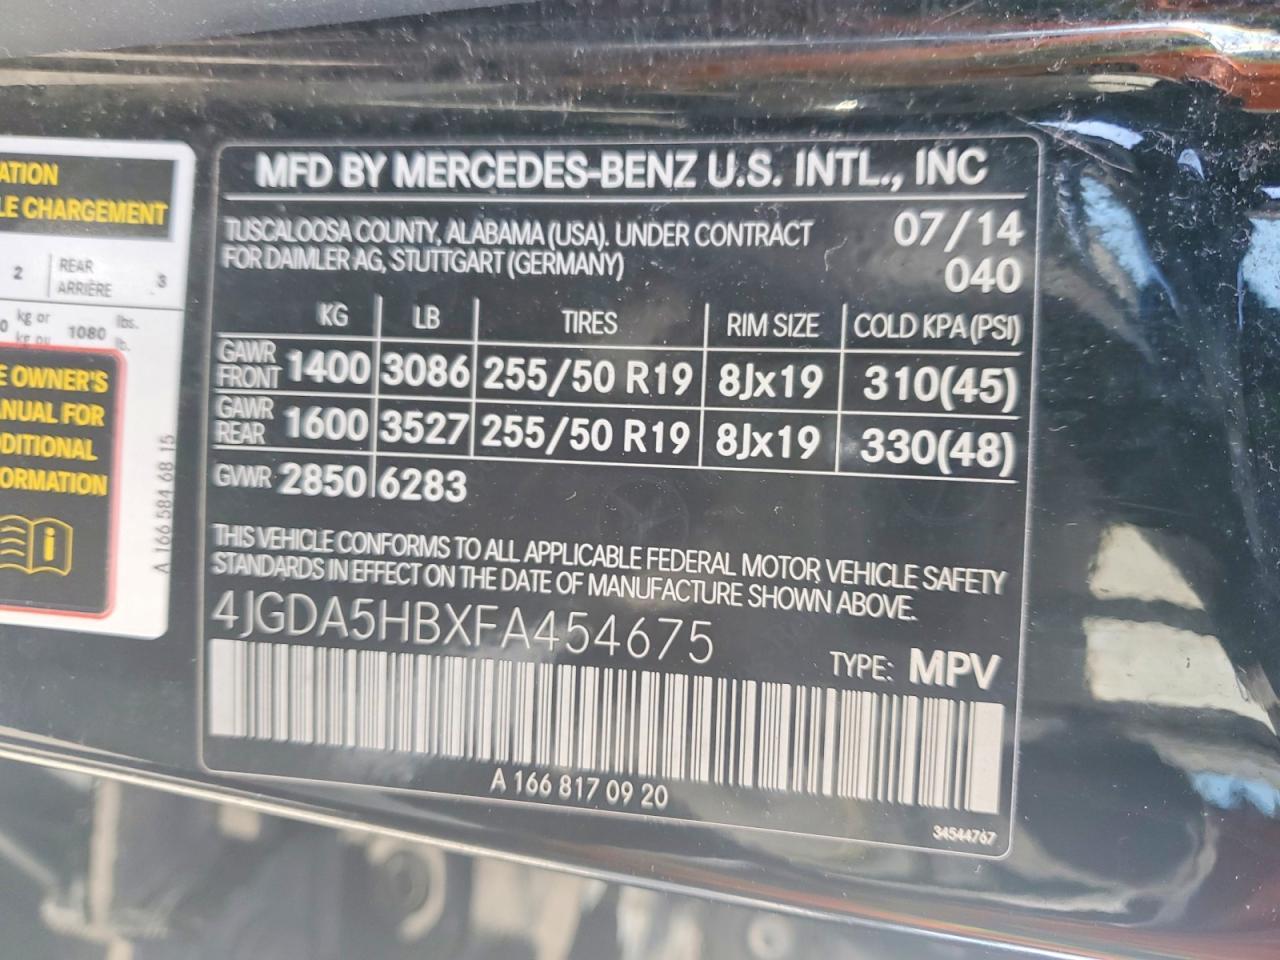 ATION
LE CHARGEMENT
2 REAR ARRIÈRE 3
kg or 1080 lbs.
kg ou lb.
E OWNER'S
ANUAL FOR
DDITIONAL
FORMATION
A 166 584 68 15
MFD BY MERCEDES-BENZ U.S. INTL., INC
TUSCALOOSA COUNTY, ALABAMA (USA). UNDER CONTRACT 07/14
FOR DAIMLER AG, STUTTGART (GERMANY) 040
KG LB TIRES RIM SIZE COLD KPA (PSI)
GAWR FRONT 1400 3086 255/50 R19 8Jx19 310(45)
GAWR REAR 1600 3527 255/50 R19 8Jx19 330(48)
GVWR 2850 6283
THIS VEHICLE CONFORMS TO ALL APPLICABLE FEDERAL MOTOR VEHICLE SAFETY
STANDARDS IN EFFECT ON THE DATE OF MANUFACTURE SHOWN ABOVE.
4JGDA5HBXFA454675
TYPE: MPV
A 166 817 09 20
34544767